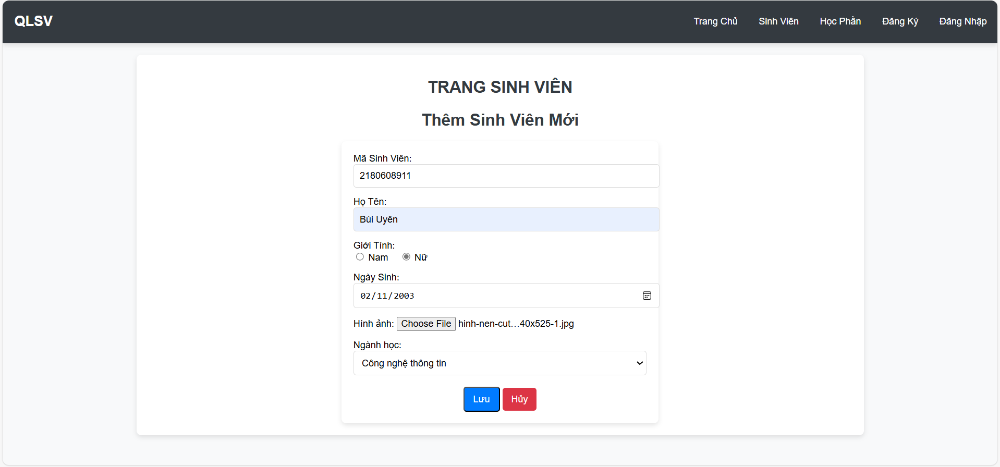 QLSV
Trang Chủ Sinh Viên Học Phần Đăng Ký Đăng Nhập
TRANG SINH VIÊN
Thêm Sinh Viên Mới
Mã Sinh Viên:
2180608911
Họ Tên:
Bùi Uyên
Giới Tính:
Nam Nữ
Ngày Sinh:
02/11/2003
Hình ảnh: Choose File hinh-nen-cut...40x525-1.jpg
Ngành học:
Công nghệ thông tin
Lưu Hủy